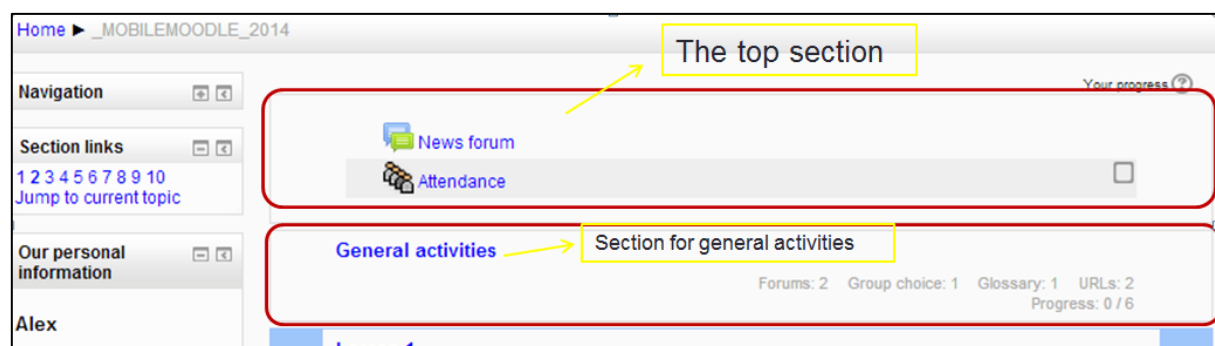 Home ► _MOBILEMOODLE_2014
The top section
Your progress
Navigation
Section links
1 2 3 4 5 6 7 8 9 10
Jump to current topic
News forum
Attendance
Our personal
information
Alex
General activities
Section for general activities
Forums: 2 Group choice: 1 Glossary: 1 URLs: 2
Progress: 0 / 6